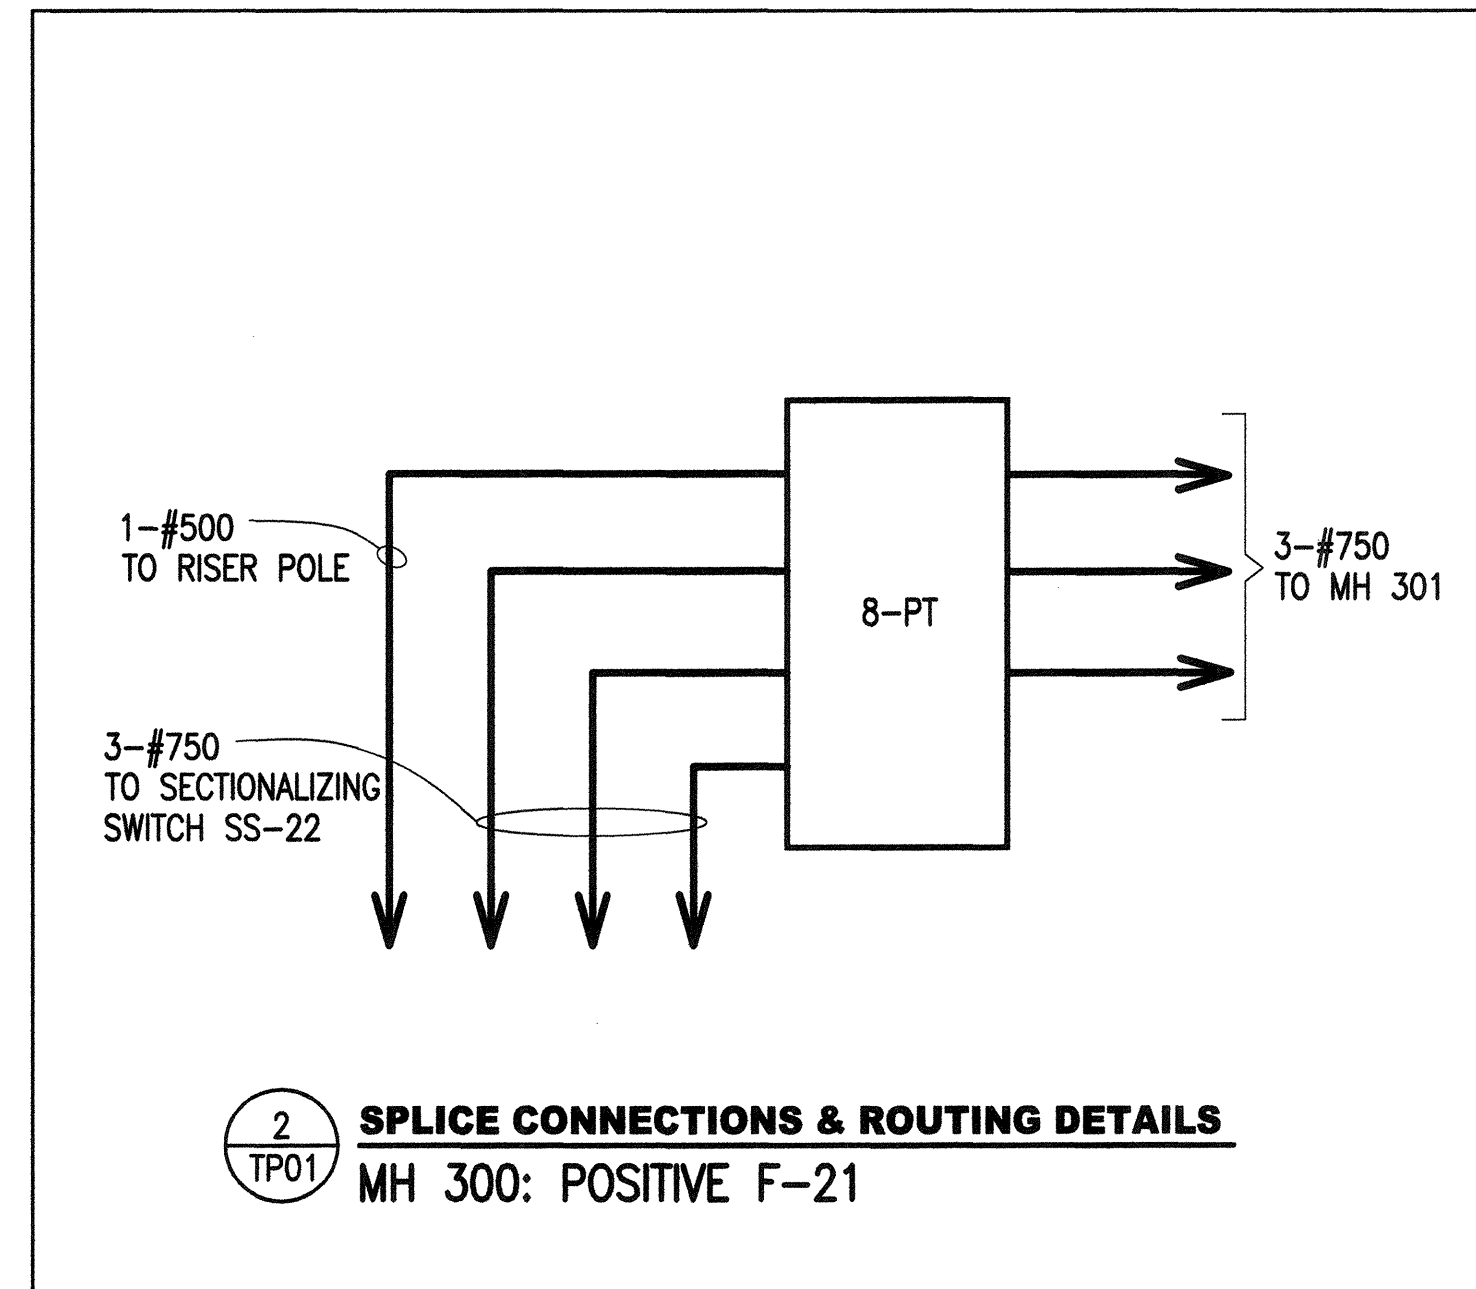 1-#500
TO RISER POLE
3-#750
TO SECTIONALIZING
SWITCH SS-22
8-PT
3-#750
TO MH 301
2
TP01
SPLICE CONNECTIONS & ROUTING DETAILS
MH 300: POSITIVE F-21